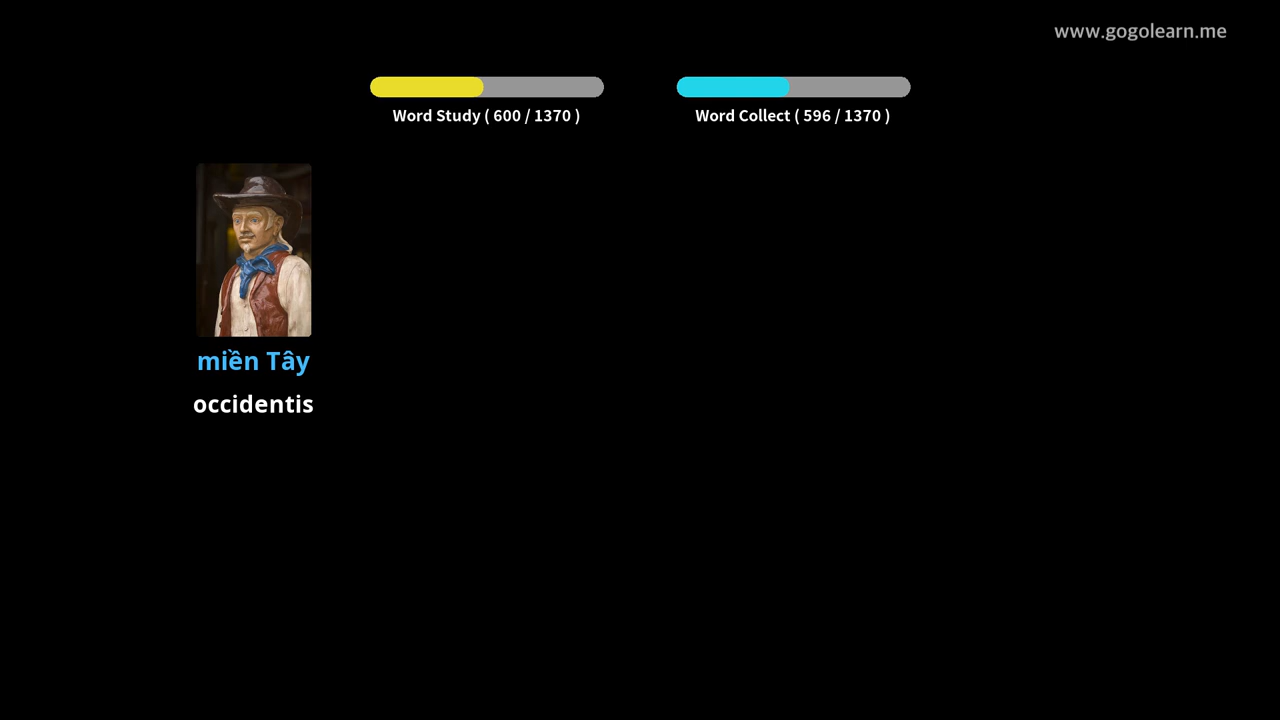 www.gogolearn.me
Word Study ( 600 / 1370 )
Word Collect ( 596 / 1370 )
miền Tây
occidentis